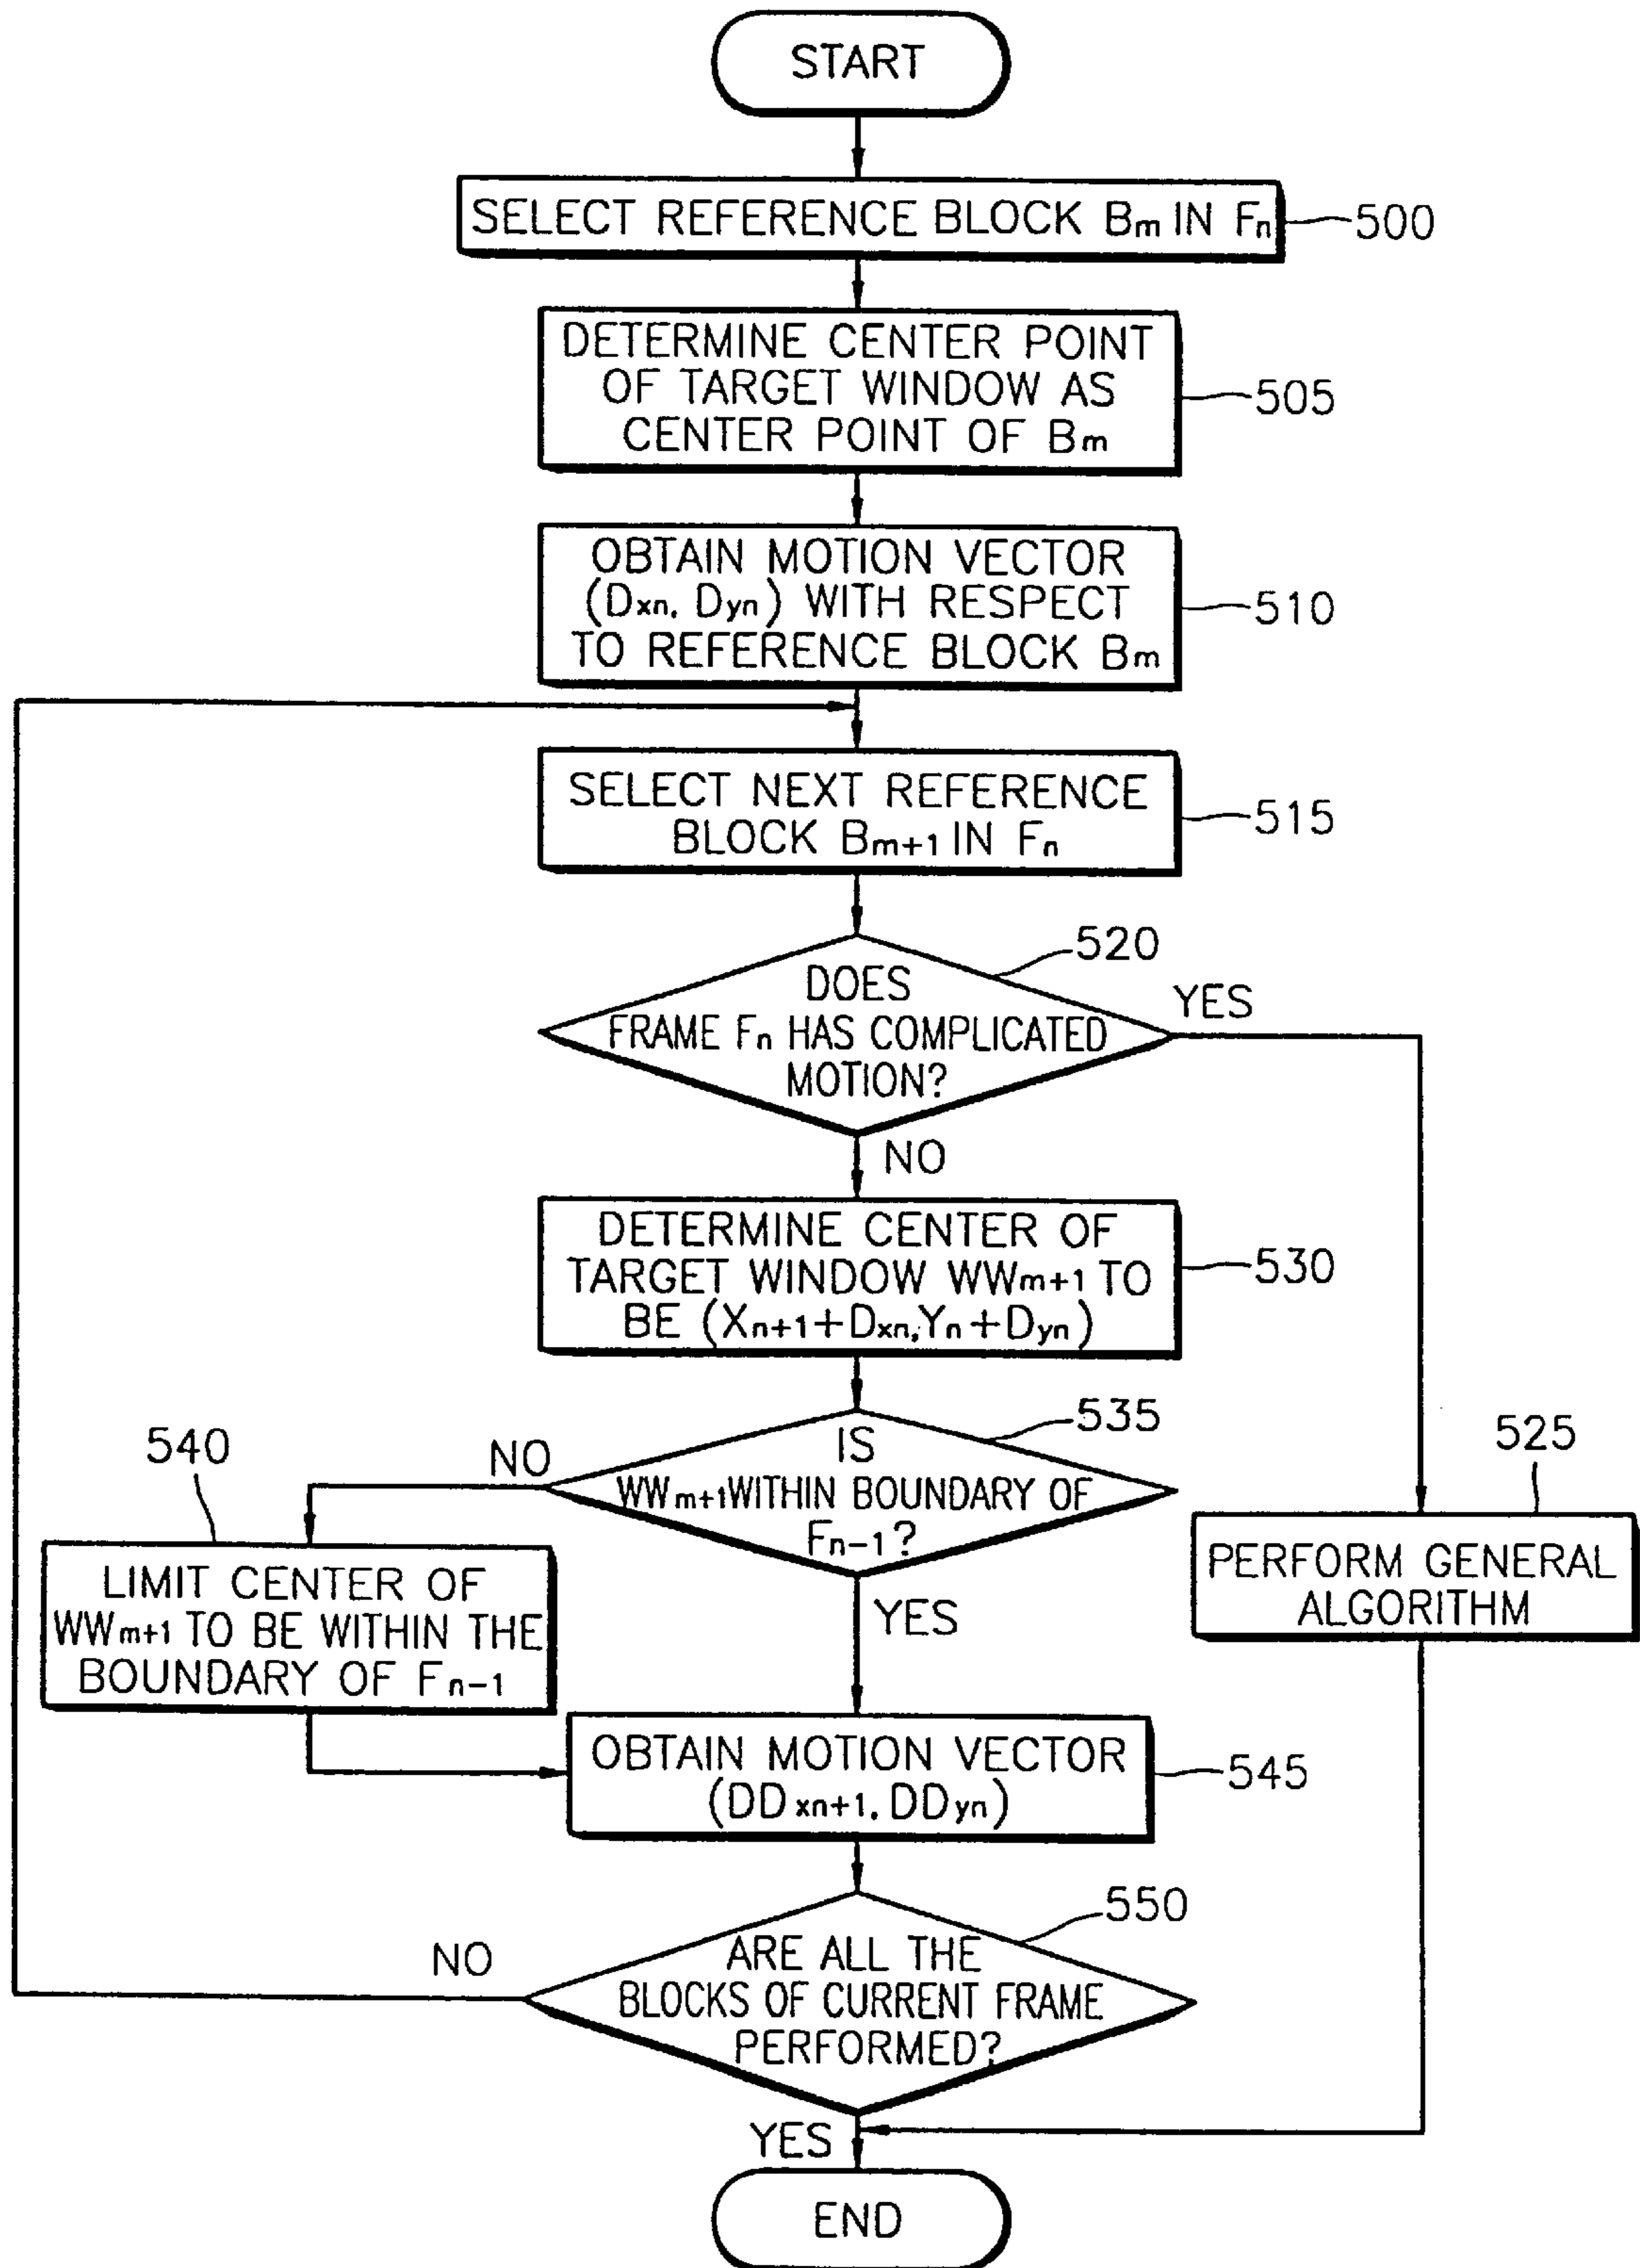 START
SELECT REFERENCE BLOCK Bm IN Fn
500
DETERMINE CENTER POINT
OF TARGET WINDOW AS
CENTER POINT OF Bm
505
OBTAIN MOTION VECTOR
(Dxn, Dyn) WITH RESPECT
TO REFERENCE BLOCK Bm
510
SELECT NEXT REFERENCE
BLOCK Bm+1 IN Fn
515
520
DOES
FRAME Fn HAS COMPLICATED
MOTION?
YES
NO
DETERMINE CENTER OF
TARGET WINDOW WWm+1 TO
BE (Xn+1+Dxn,Yn+Dyn)
530
535
IS
WWm+1WITHIN BOUNDARY OF
Fn-1?
NO
YES
540
LIMIT CENTER OF
WWm+1 TO BE WITHIN THE
BOUNDARY OF Fn-1
525
PERFORM GENERAL
ALGORITHM
OBTAIN MOTION VECTOR
(DDxn+1, DDyn)
545
550
ARE ALL THE
BLOCKS OF CURRENT FRAME
PERFORMED?
NO
YES
END